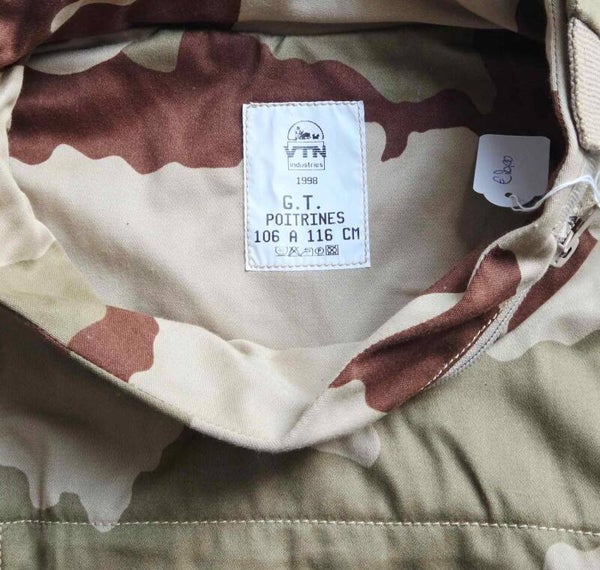 VTN
industries
1998
G.T.
POITRINES
106 A 116 CM